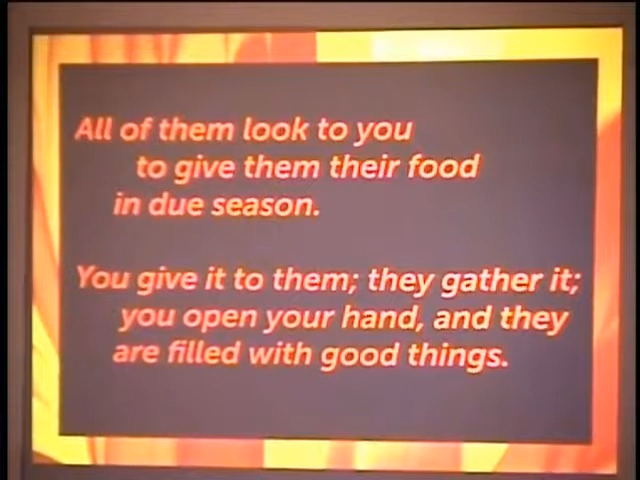 All of them look to you
to give them their food
in due season.
You give it to them; they gather it;
you open your hand, and they
are filled with good things.